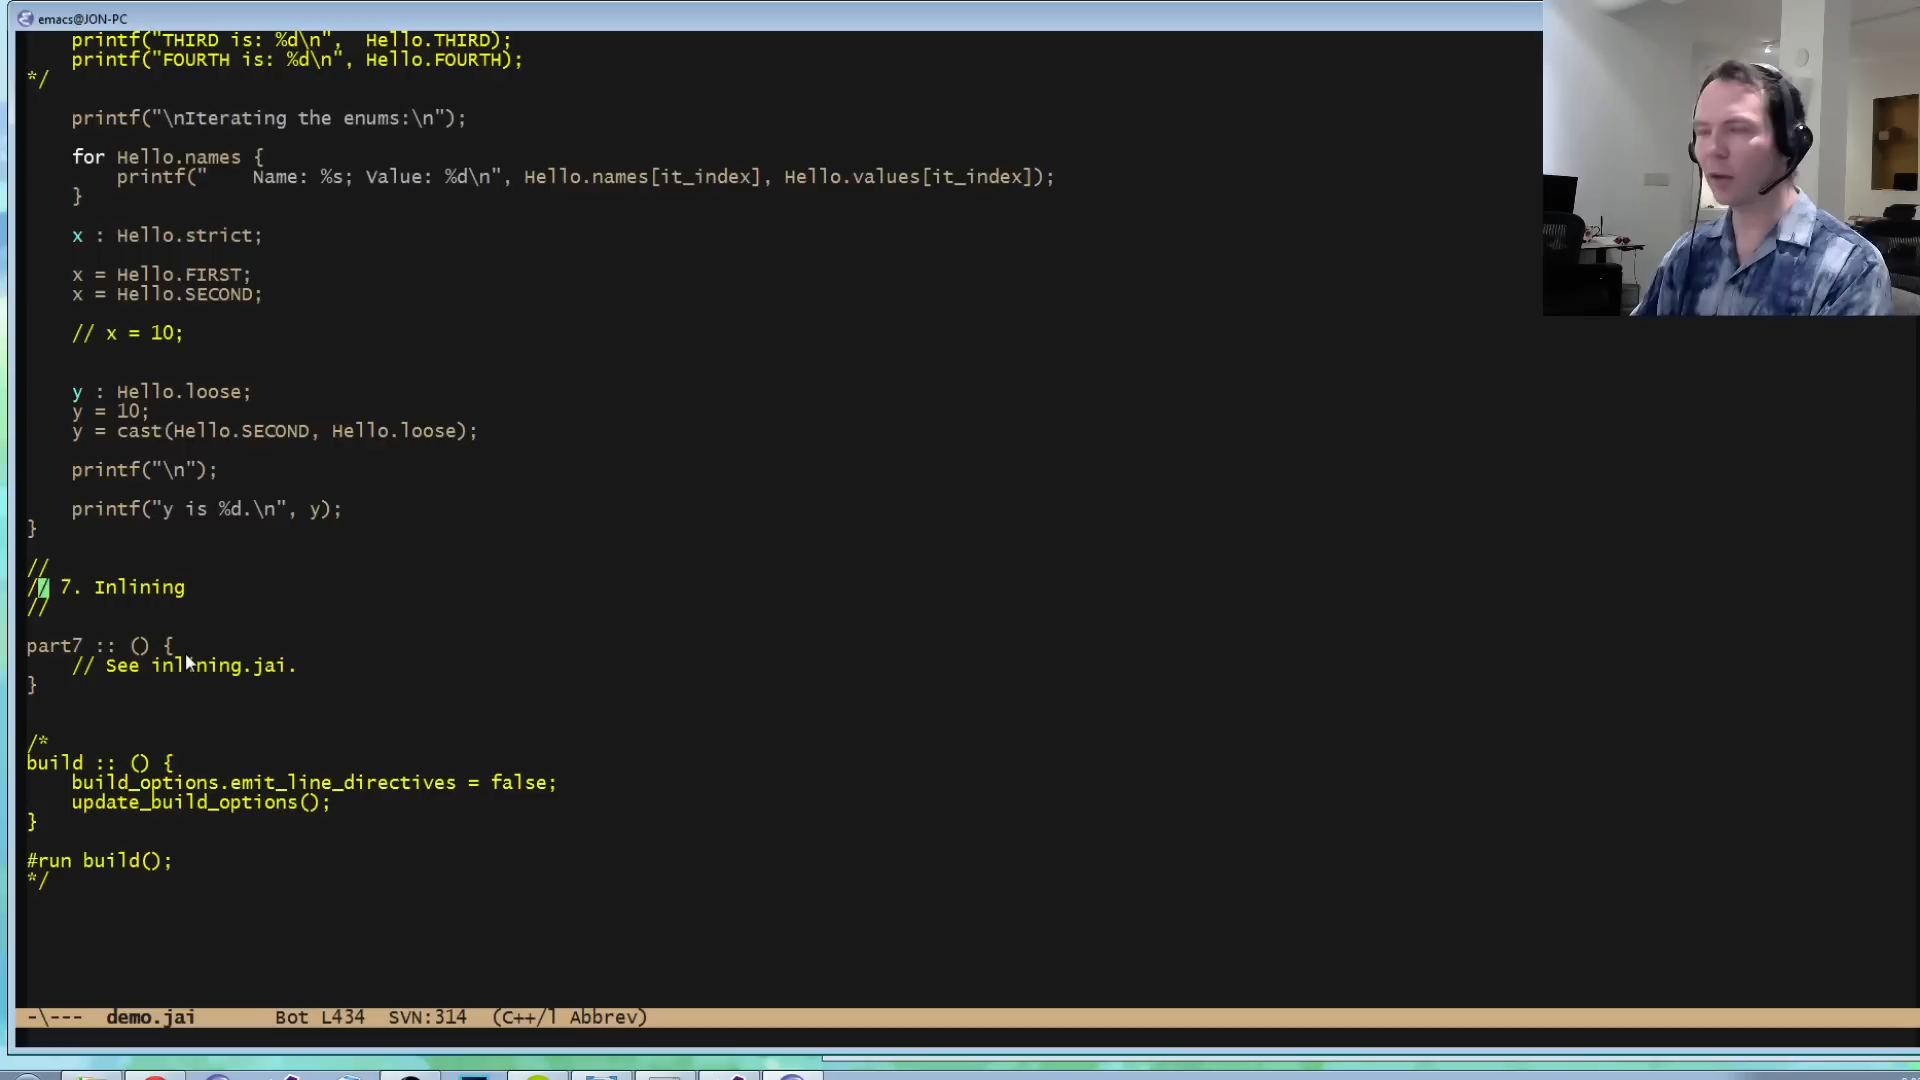 emacs@JON-PC
printf("THIRD is: %d\n",  Hello.THIRD);
printf("FOURTH is: %d\n", Hello.FOURTH);
*/
printf("\nIterating the enums:\n");
for Hello.names {
printf("    Name: %s; Value: %d\n", Hello.names[it_index], Hello.values[it_index]);
}
x : Hello.strict;
x = Hello.FIRST;
x = Hello.SECOND;
// x = 10;
y : Hello.loose;
y = 10;
y = cast(Hello.SECOND, Hello.loose);
printf("\n");
printf("y is %d.\n", y);
}
//
// 7. Inlining
//
part7 :: () {
// See inlining.jai.
}
/*
build :: () {
build_options.emit_line_directives = false;
update_build_options();
}
#run build();
*/
-\--- demo.jai Bot L434 SVN:314 (C++/l Abbrev)